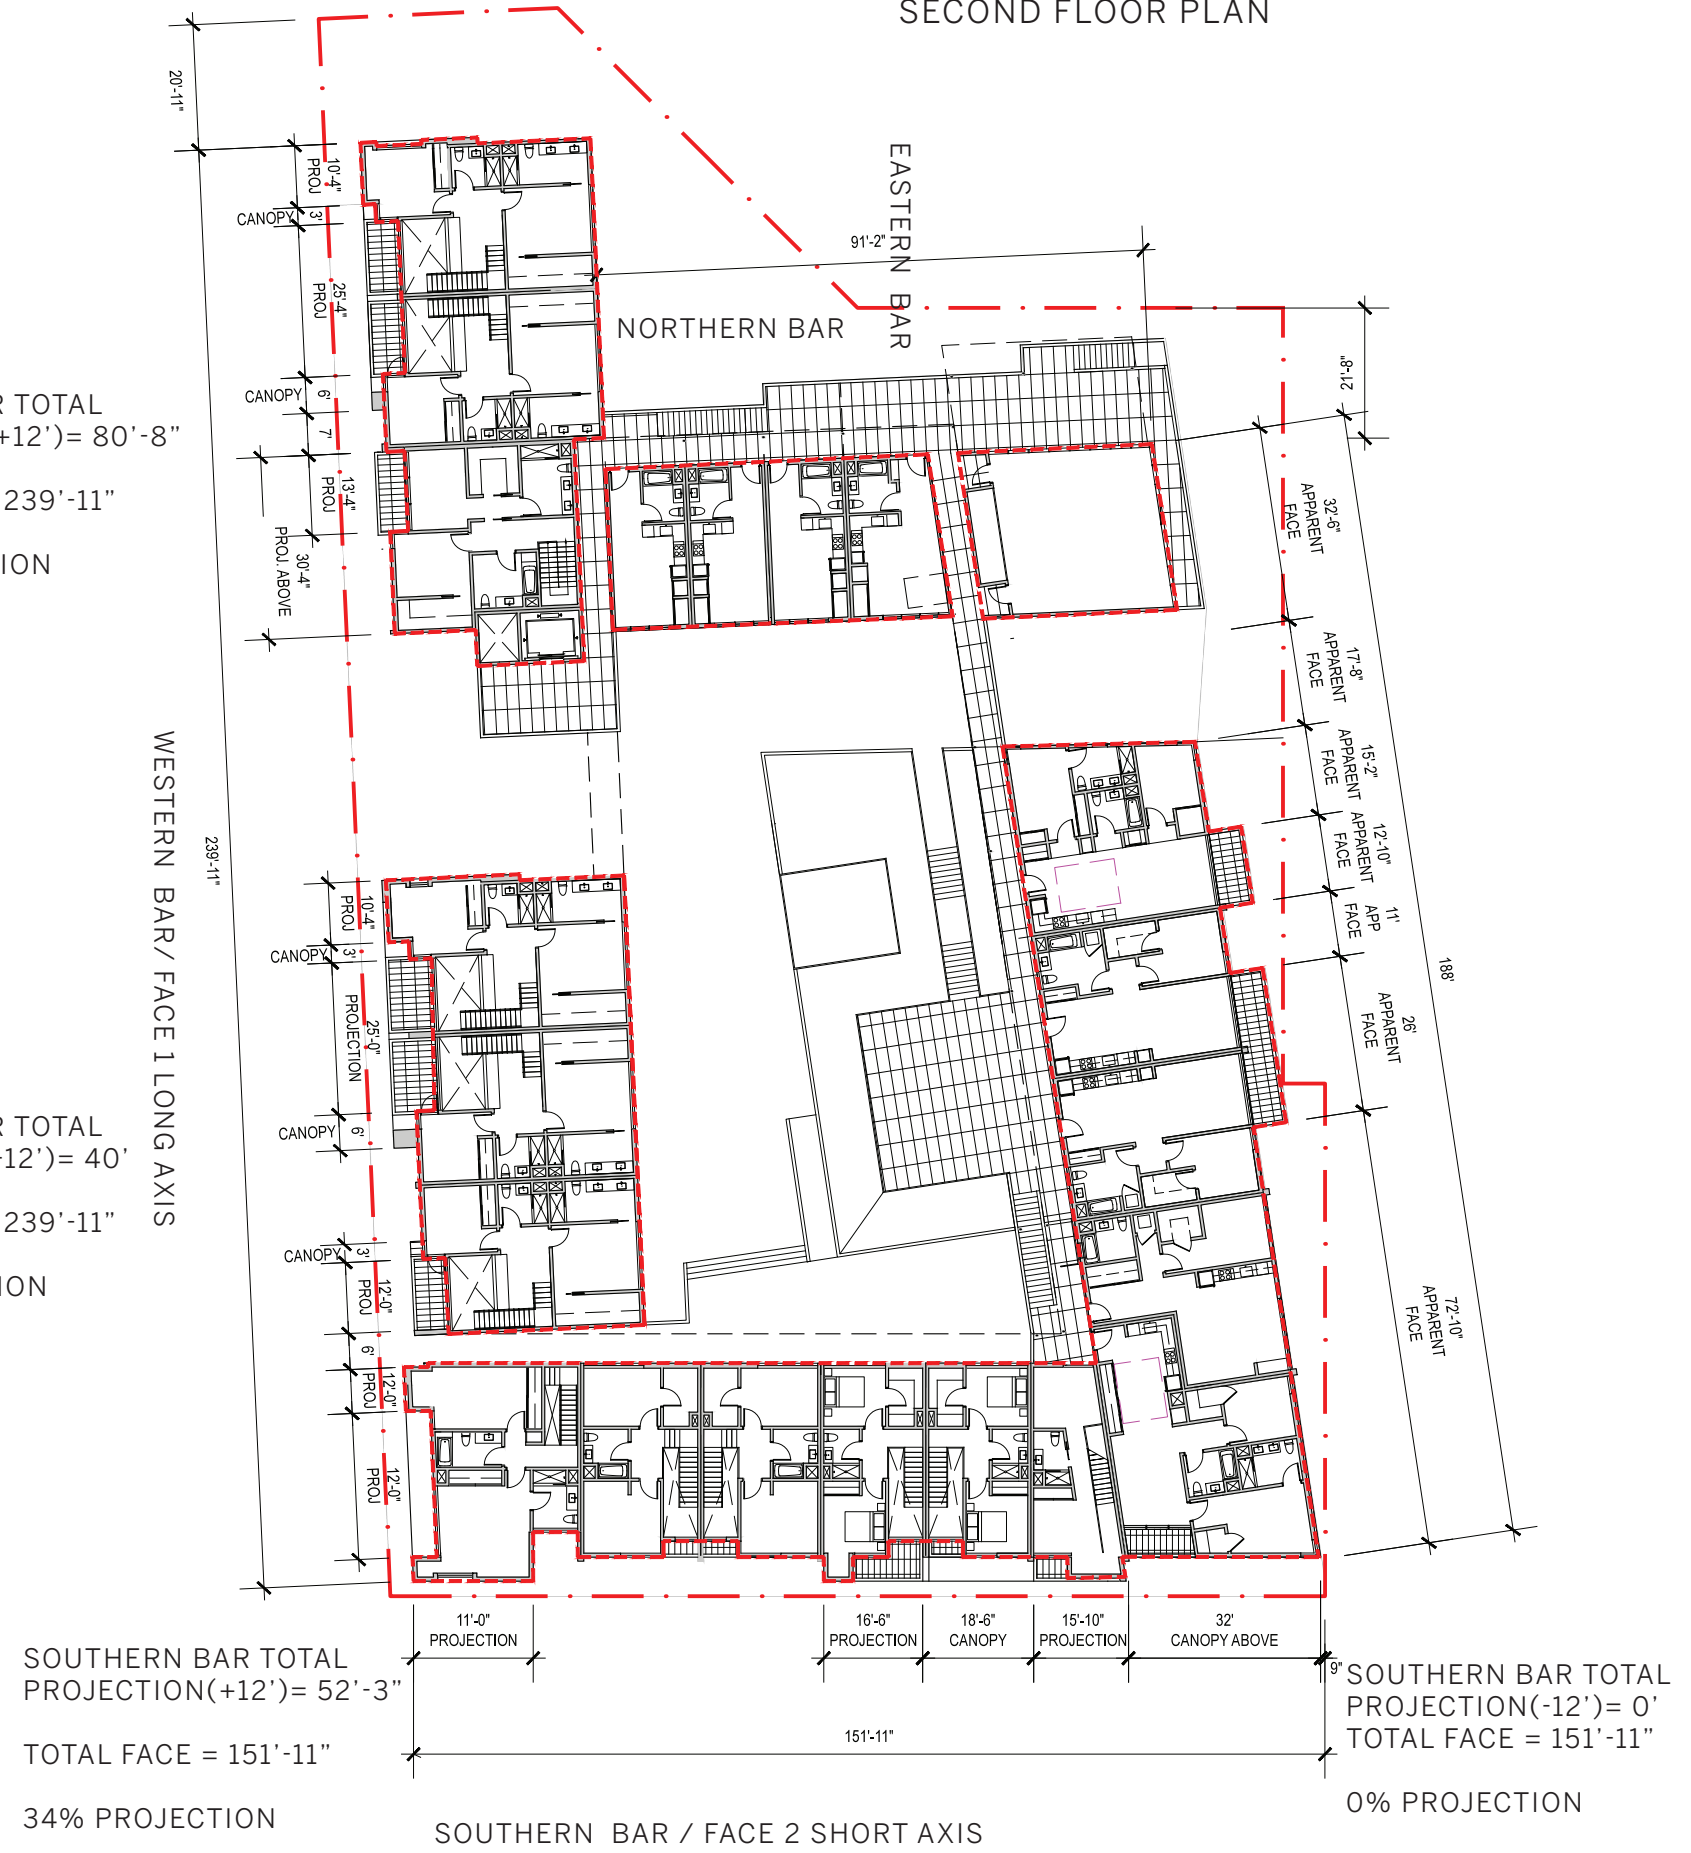 SECOND FLOOR PLAN
20'-11"
10'-4"
PROJ
CANOPY
3'
25'-4"
PROJ
CANOPY
6'
7'
13'-4"
PROJ
30'-4"
PROJ. ABOVE
EASTERN BAR
91'-2"
NORTHERN BAR
21'-8"
R TOTAL
+12')= 80'-8"
239'-11"
ION
32'-6"
APPARENT
FACE
17'-8"
APPARENT
FACE
15'-2"
APPARENT
FACE
12'-10"
APPARENT
FACE
11'
APP
FACE
26'
APPARENT
FACE
188'
72'-10"
APPARENT
FACE
WESTERN BAR/ FACE 1 LONG AXIS
239'-11"
10'-4"
PROJ
CANOPY
3'
25'-0"
PROJECTION
CANOPY
6'
R TOTAL
-12')= 40'
239'-11"
ION
CANOPY
3'
12'-0"
PROJ
6'
12'-0"
PROJ
12'-0"
PROJ
11'-0"
PROJECTION
16'-6"
PROJECTION
18'-6"
CANOPY
15'-10"
PROJECTION
32'
CANOPY ABOVE
9"
151'-11"
SOUTHERN BAR TOTAL
PROJECTION(+12')= 52'-3"
TOTAL FACE = 151'-11"
34% PROJECTION
SOUTHERN BAR TOTAL
PROJECTION(-12')= 0'
TOTAL FACE = 151'-11"
0% PROJECTION
SOUTHERN BAR / FACE 2 SHORT AXIS